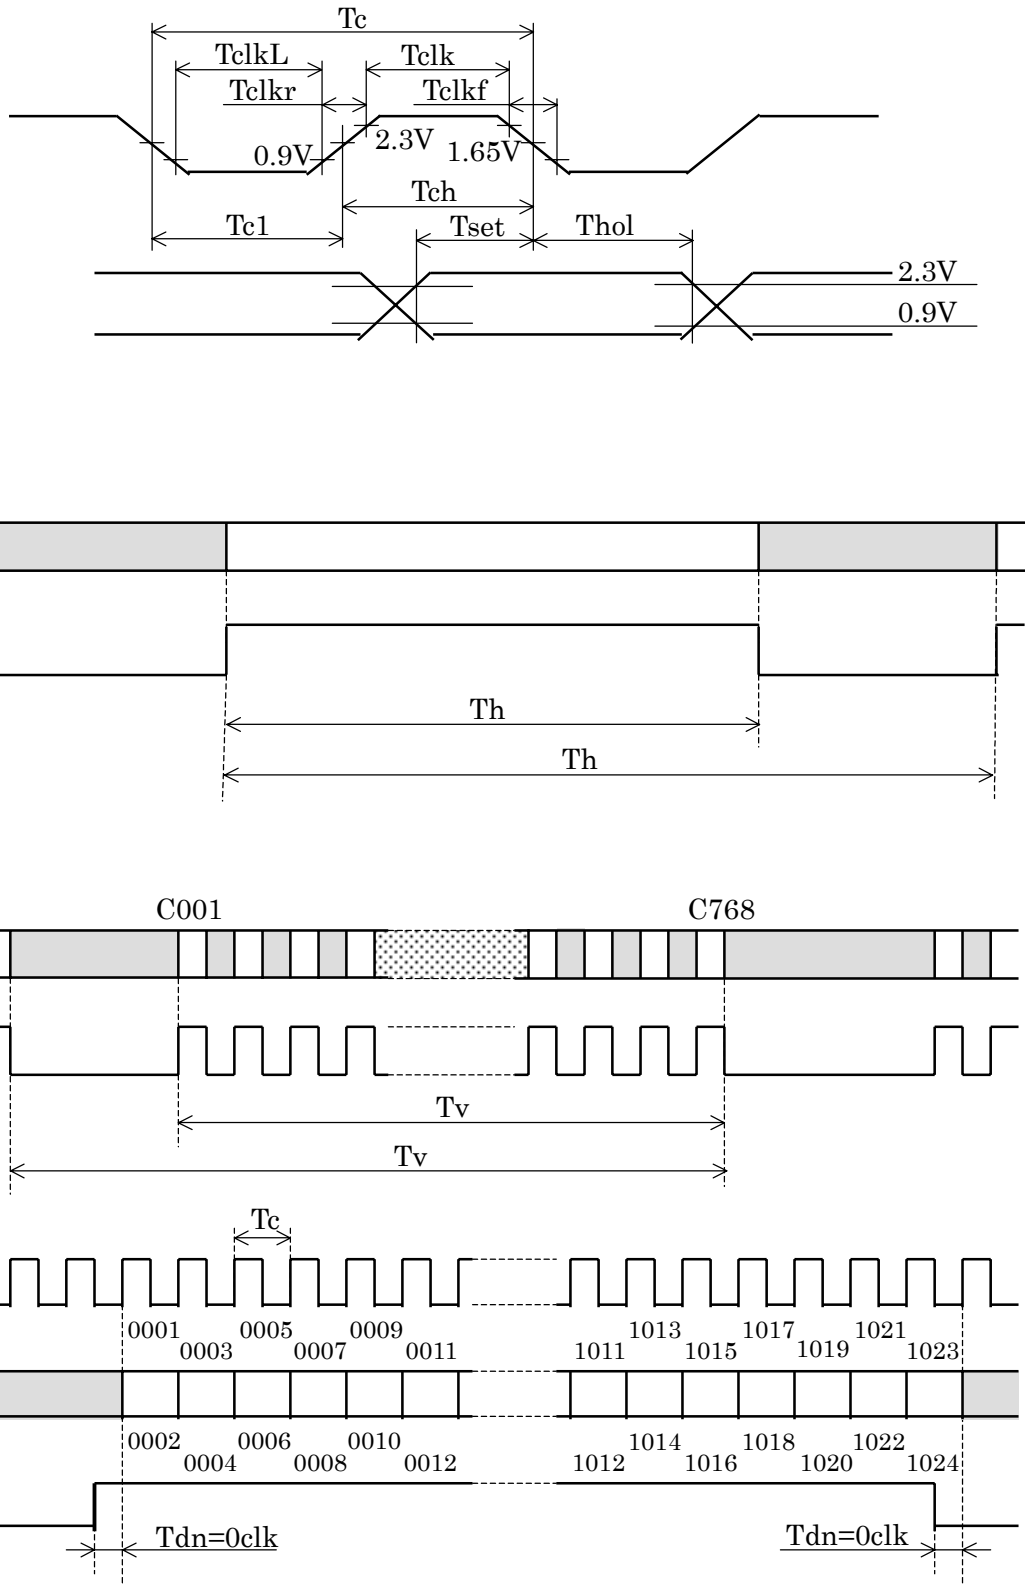 Tc
TclkL Tclk
Tclkr Tclkf
0.9V 2.3V 1.65V
Tch
Tc1 Tset Thol
2.3V
0.9V
Th
Th
C001 C768
Tv
Tv
Tc
0001 0005 0009 1013 1017 1021
0003 0007 0011 1011 1015 1019 1023
0002 0006 0010 1014 1018 1022
0004 0008 0012 1012 1016 1020 1024
Tdn=0clk Tdn=0clk